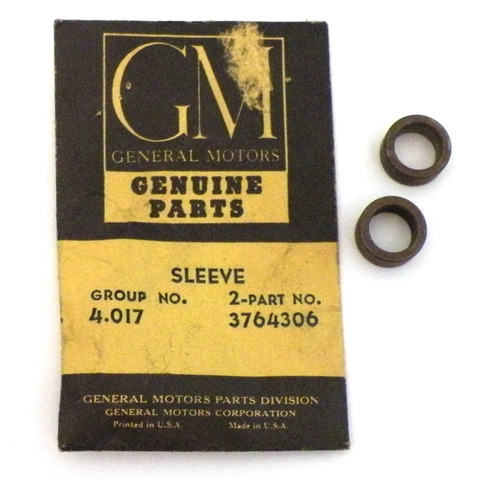 GM
GENERAL MOTORS
GENUINE
PARTS
SLEEVE
GROUP NO. 2-PART NO.
4.017 3764306
GENERAL MOTORS PARTS DIVISION
GENERAL MOTORS CORPORATION
Printed in U.S.A. Made in U.S.A.